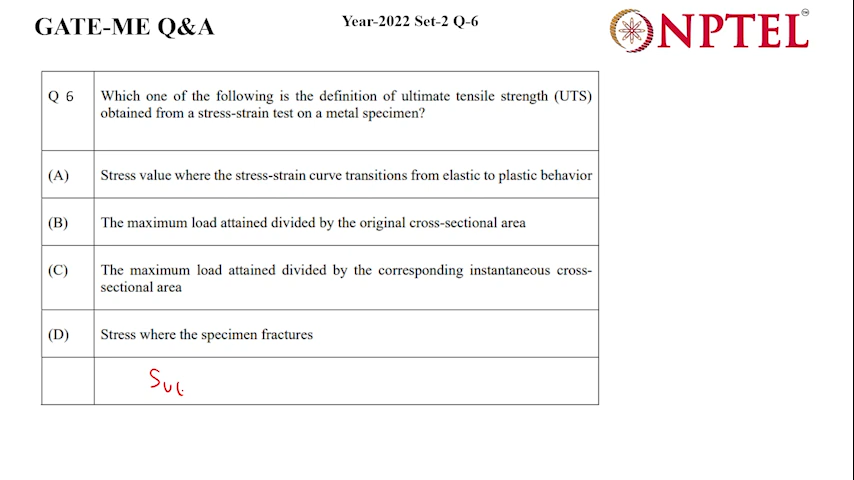 GATE-ME Q&A
Year-2022 Set-2 Q-6
NPTEL
Q 6
Which one of the following is the definition of ultimate tensile strength (UTS)
obtained from a stress-strain test on a metal specimen?
(A)
Stress value where the stress-strain curve transitions from elastic to plastic behavior
(B)
The maximum load attained divided by the original cross-sectional area
(C)
The maximum load attained divided by the corresponding instantaneous cross-
sectional area
(D)
Stress where the specimen fractures